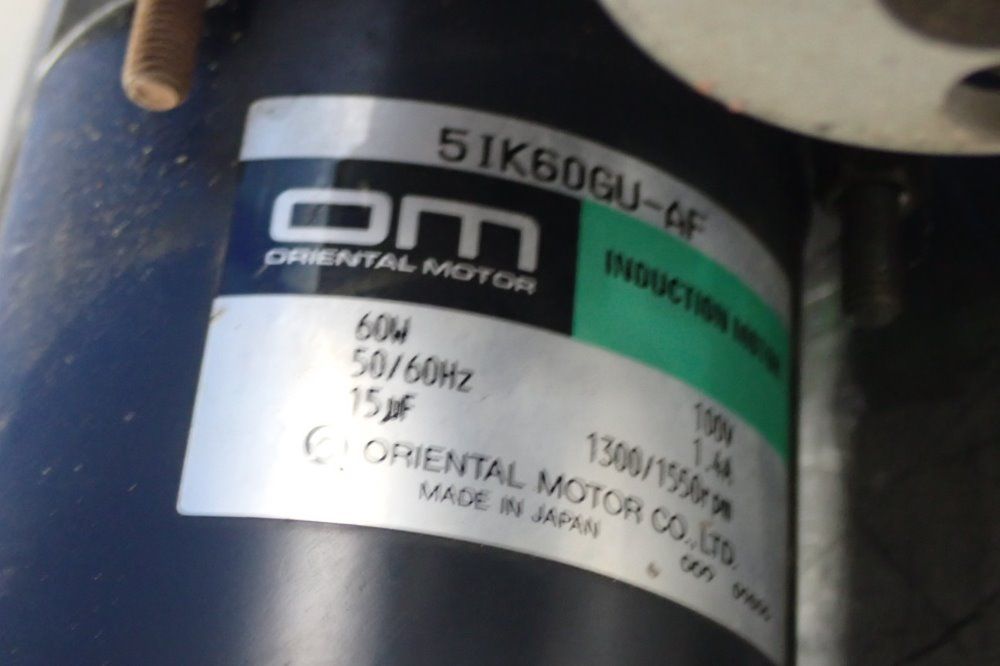 5IK60GU-AF
OM
ORIENTAL MOTOR
INDUCTION MOTOR
60W 100V
50/60Hz 1.4A
15μF 1300/1550rpm
ORIENTAL MOTOR CO.,LTD.
MADE IN JAPAN